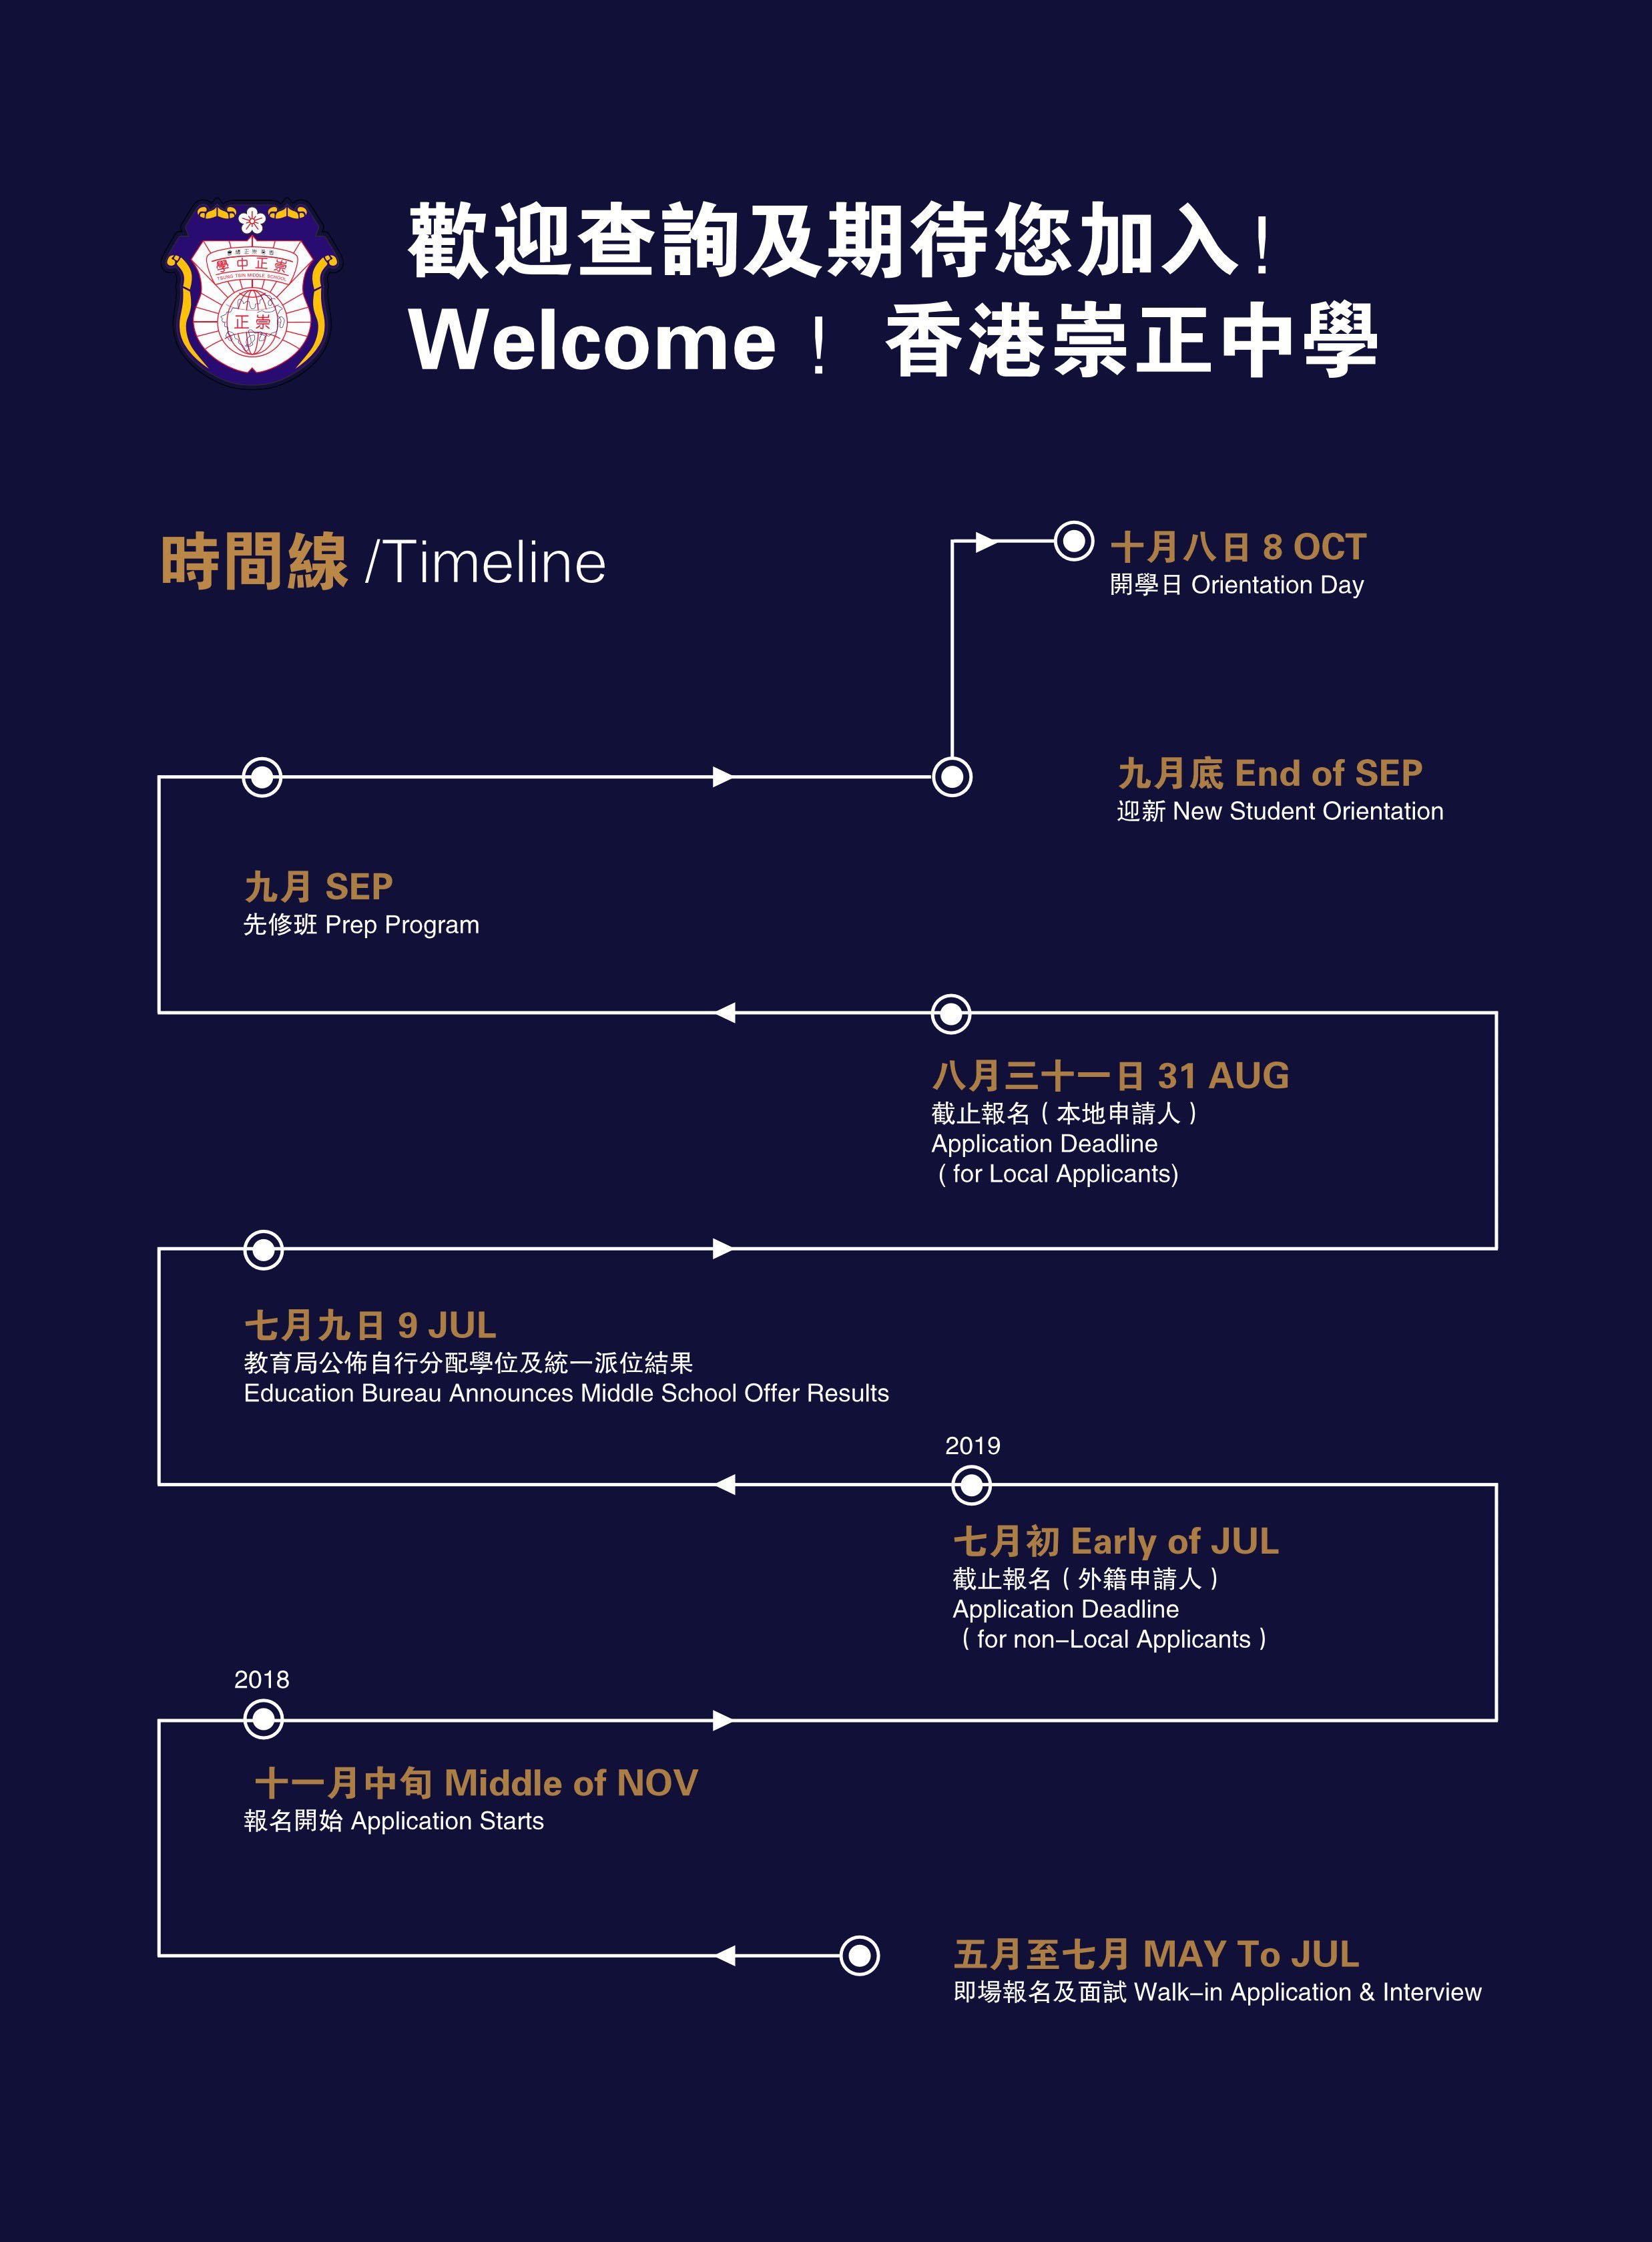 學中正崇
TSUNG TSIN MIDDLE SCHOOL
正崇
歡迎查詢及期待您加入！
Welcome！ 香港崇正中學
時間線 /Timeline
十月八日 8 OCT
開學日 Orientation Day
九月底 End of SEP
迎新 New Student Orientation
九月 SEP
先修班 Prep Program
八月三十一日 31 AUG
截止報名（本地申請人）
Application Deadline
（for Local Applicants)
七月九日 9 JUL
教育局公佈自行分配學位及統一派位結果
Education Bureau Announces Middle School Offer Results
2019
七月初 Early of JUL
截止報名（外籍申請人）
Application Deadline
（for non–Local Applicants）
2018
十一月中旬 Middle of NOV
報名開始 Application Starts
五月至七月 MAY To JUL
即場報名及面試 Walk–in Application & Interview